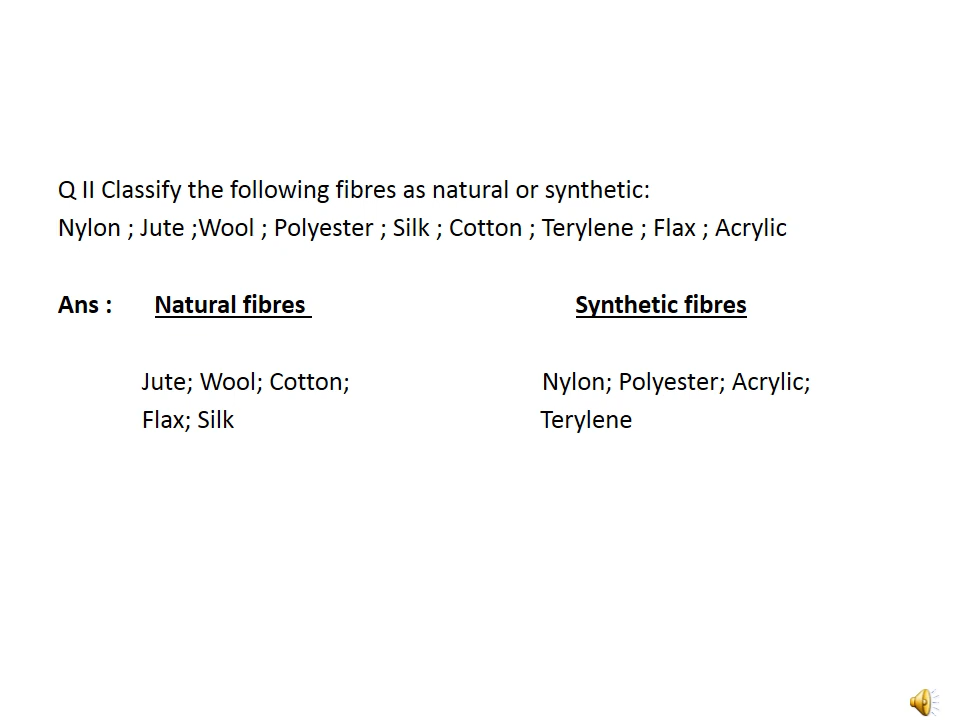 Q II Classify the following fibres as natural or synthetic:
Nylon ; Jute ;Wool ; Polyester ; Silk ; Cotton ; Terylene ; Flax ; Acrylic
Ans : Natural fibres Synthetic fibres
Jute; Wool; Cotton; Nylon; Polyester; Acrylic;
Flax; Silk Terylene